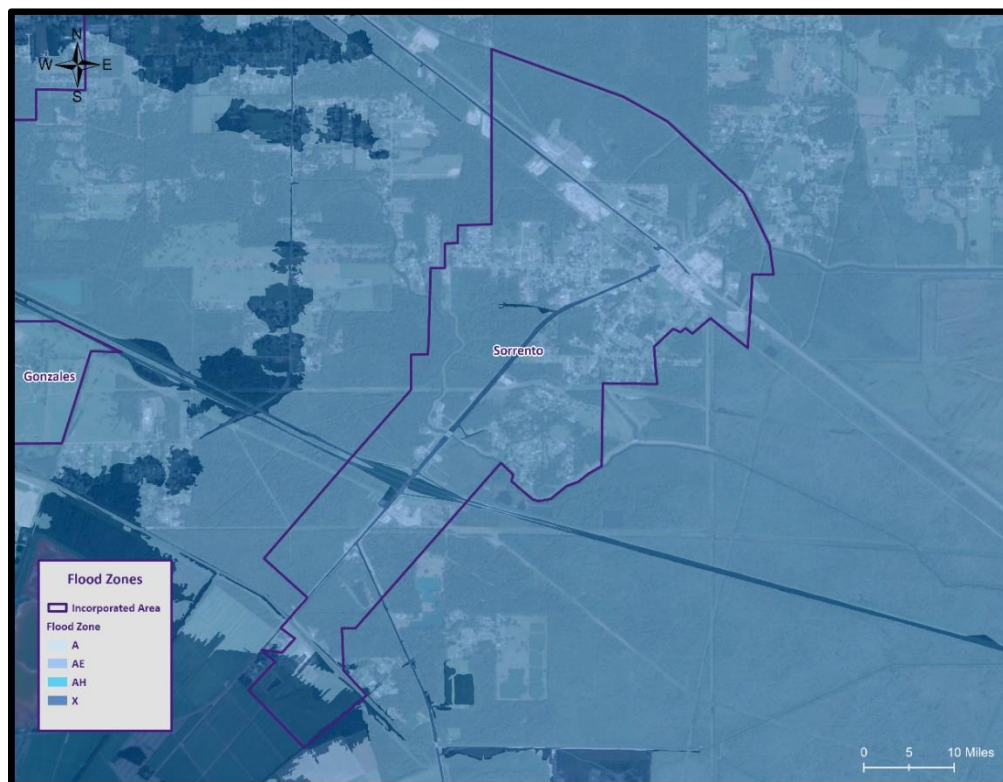 N
W E
S
Sorrento
Gonzales
Flood Zones
Incorporated Area
Flood Zone
A
AE
AH
X
0 5 10 Miles